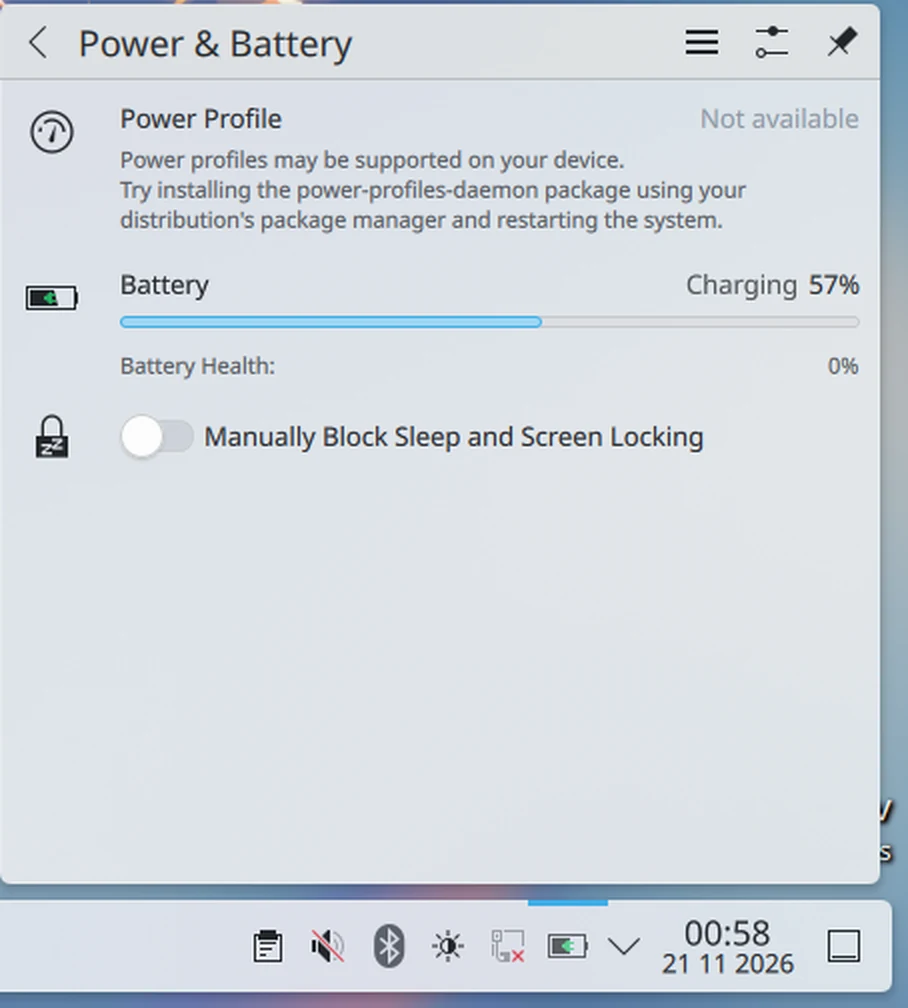 Power & Battery
Power Profile Not available
Power profiles may be supported on your device.
Try installing the power-profiles-daemon package using your
distribution's package manager and restarting the system.
Battery Charging 57%
Battery Health: 0%
Manually Block Sleep and Screen Locking
s
00:58
21 11 2026